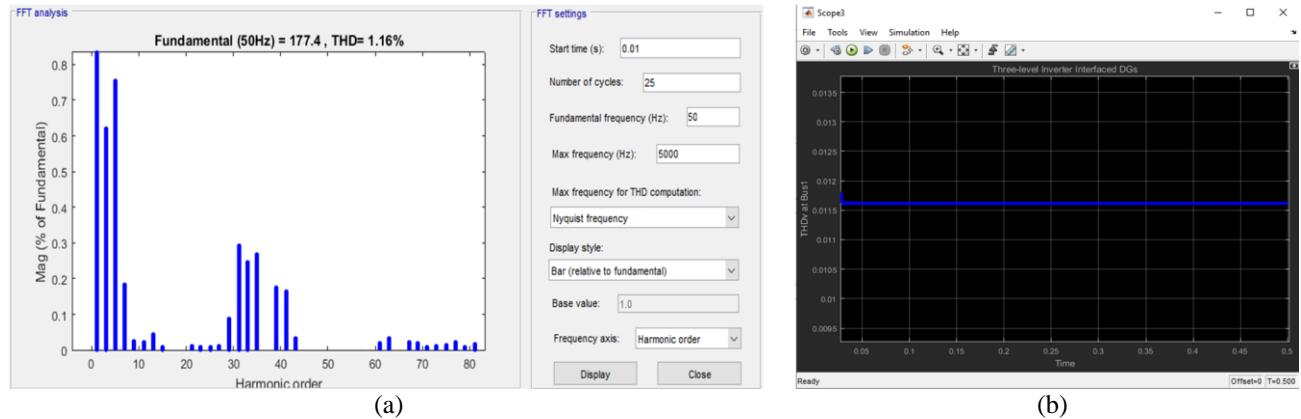 FFT analysis
Fundamental (50Hz) = 177.4 , THD= 1.16%
Mag (% of Fundamental)
0.8
0.7
0.6
0.5
0.4
0.3
0.2
0.1
0
0 10 20 30 40 50 60 70 80
Harmonic order
FFT settings
Start time (s): 0.01
Number of cycles: 25
Fundamental frequency (Hz): 50
Max frequency (Hz): 5000
Max frequency for THD computation:
Nyquist frequency
Display style:
Bar (relative to fundamental)
Base value: 1.0
Frequency axis: Harmonic order
Display Close
(a)
Scope3
File Tools View Simulation Help
Three-level Inverter Interfaced DGs
THDv at Bus1
0.0135
0.013
0.0125
0.012
0.0115
0.011
0.0105
0.01
0.0095
0.05 0.1 0.15 0.2 0.25 0.3 0.35 0.4 0.45 0.5
Time
Ready Offset=0 T=0.500
(b)